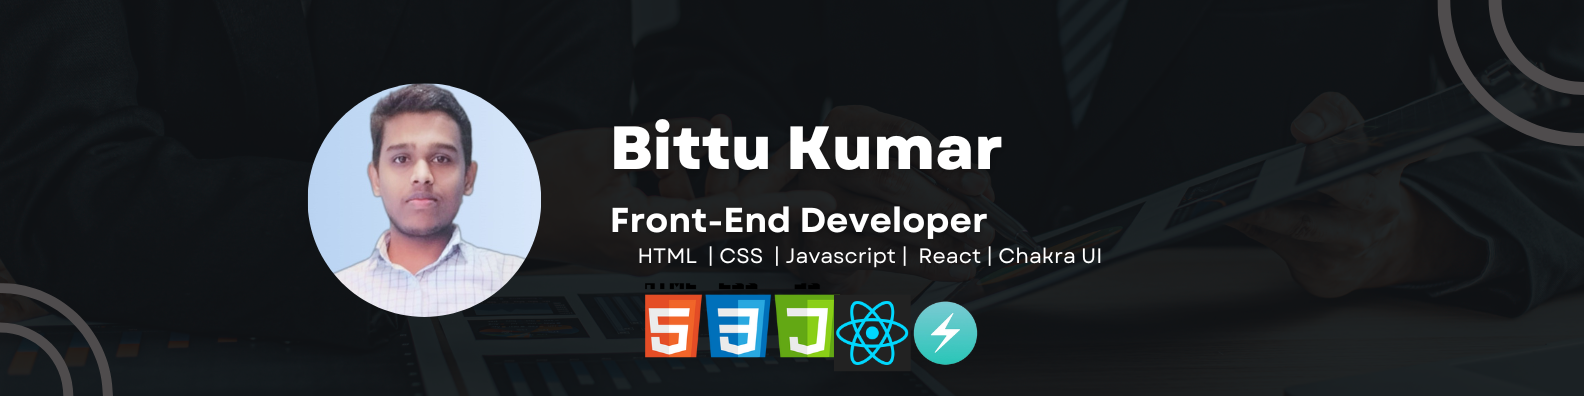 Bittu Kumar
Front-End Developer
HTML | CSS | Javascript | React | Chakra UI